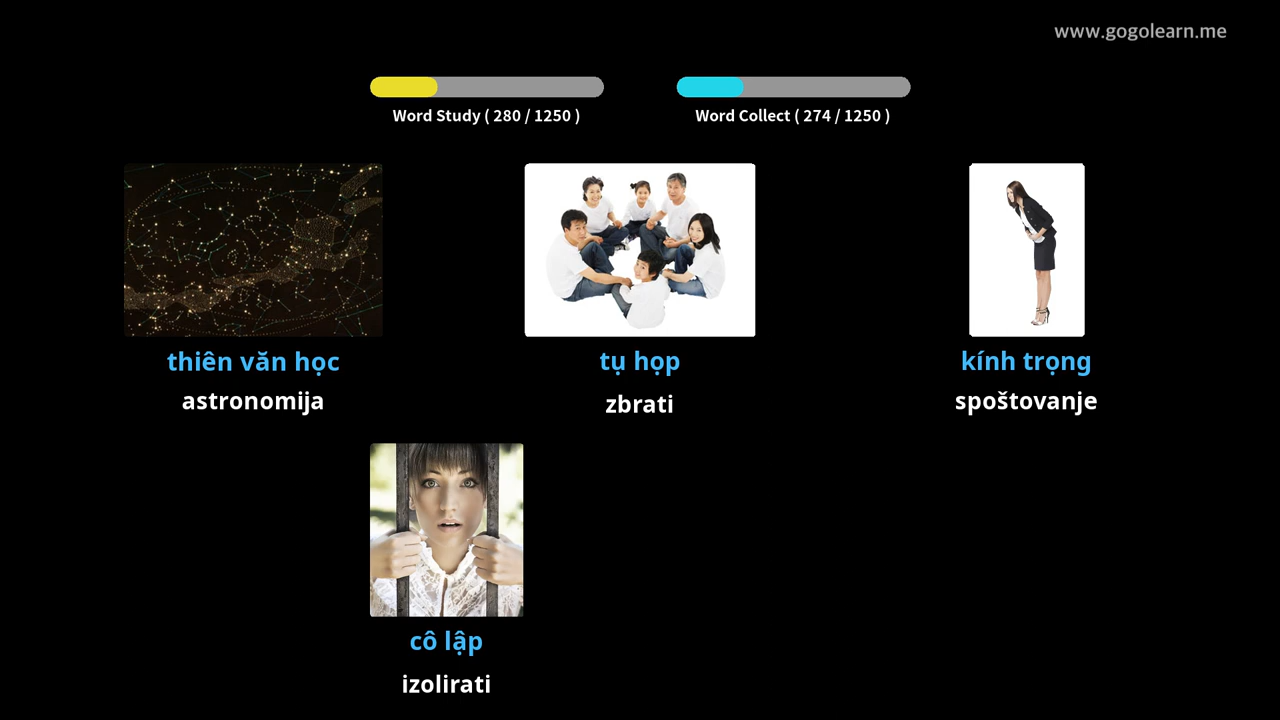 www.gogolearn.me
Word Study ( 280 / 1250 )
Word Collect ( 274 / 1250 )
thiên văn học
astronomija
tụ họp
zbrati
kính trọng
spoštovanje
cô lập
izolirati